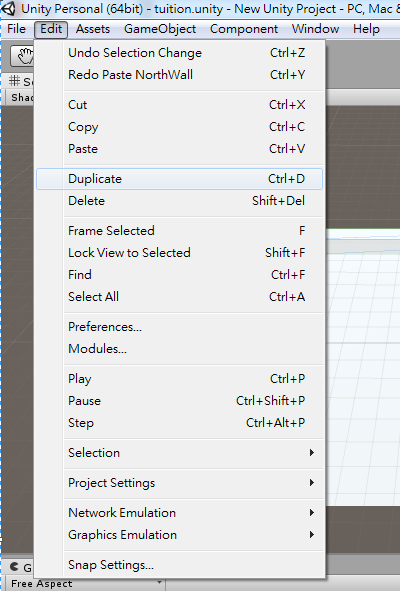 Unity Personal (64bit) - tuition.unity - New Unity Project - PC, Mac &
File Edit Assets GameObject Component Window
Undo Selection Change Ctrl+Z
Redo Paste NorthWall Ctrl+Y
Cut Ctrl+X
Copy Ctrl+C
Paste Ctrl+V
Duplicate Ctrl+D
Delete Shift+Del
Frame Selected F
Lock View to Selected Shift+F
Find Ctrl+F
Select All Ctrl+A
Preferences...
Modules...
Play Ctrl+P
Pause Ctrl+Shift+P
Step Ctrl+Alt+P
Selection
Project Settings
Network Emulation
Graphics Emulation
Snap Settings...
Free Aspect